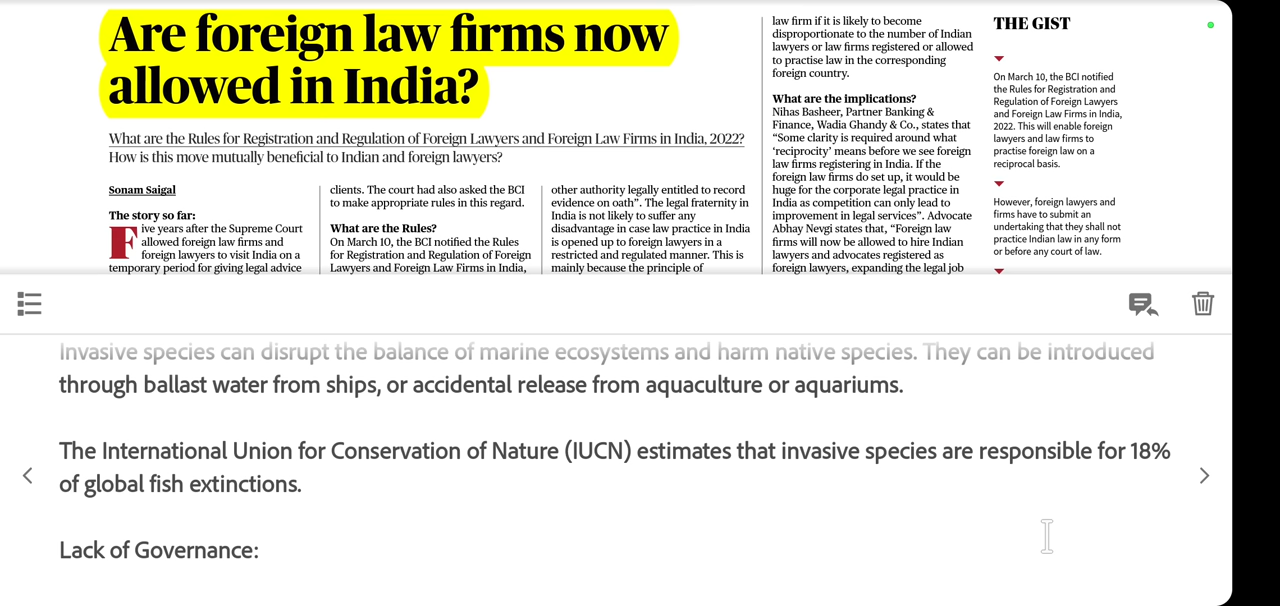 Are foreign law firms now
allowed in India?
What are the Rules for Registration and Regulation of Foreign Lawyers and Foreign Law Firms in India, 2022?
How is this move mutually beneficial to Indian and foreign lawyers?
Sonam Saigal
The story so far:
Five years after the Supreme Court
allowed foreign law firms and
foreign lawyers to visit India on a
temporary period for giving legal advice
clients. The court had also asked the BCI
to make appropriate rules in this regard.
What are the Rules?
On March 10, the BCI notified the Rules
for Registration and Regulation of Foreign
Lawyers and Foreign Law Firms in India,
other authority legally entitled to record
evidence on oath”. The legal fraternity in
India is not likely to suffer any
disadvantage in case law practice in India
is opened up to foreign lawyers in a
restricted and regulated manner. This is
mainly because the principle of
law firm if it is likely to become
disproportionate to the number of Indian
lawyers or law firms registered or allowed
to practise law in the corresponding
foreign country.
What are the implications?
Nihas Basheer, Partner Banking &
Finance, Wadia Ghandy & Co., states that
“Some clarity is required around what
‘reciprocity’ means before we see foreign
law firms registering in India. If the
foreign law firms do set up, it would be
huge for the corporate legal practice in
India as competition can only lead to
improvement in legal services”. Advocate
Abhay Nevgi states that, “Foreign law
firms will now be allowed to hire Indian
lawyers and advocates registered as
foreign lawyers, expanding the legal job
THE GIST
On March 10, the BCI notified
the Rules for Registration and
Regulation of Foreign Lawyers
and Foreign Law Firms in India,
2022. This will enable foreign
lawyers and law firms to
practise foreign law on a
reciprocal basis.
However, foreign lawyers and
firms have to submit an
undertaking that they shall not
practice Indian law in any form
or before any court of law.
Invasive species can disrupt the balance of marine ecosystems and harm native species. They can be introduced
through ballast water from ships, or accidental release from aquaculture or aquariums.
The International Union for Conservation of Nature (IUCN) estimates that invasive species are responsible for 18%
of global fish extinctions.
Lack of Governance: